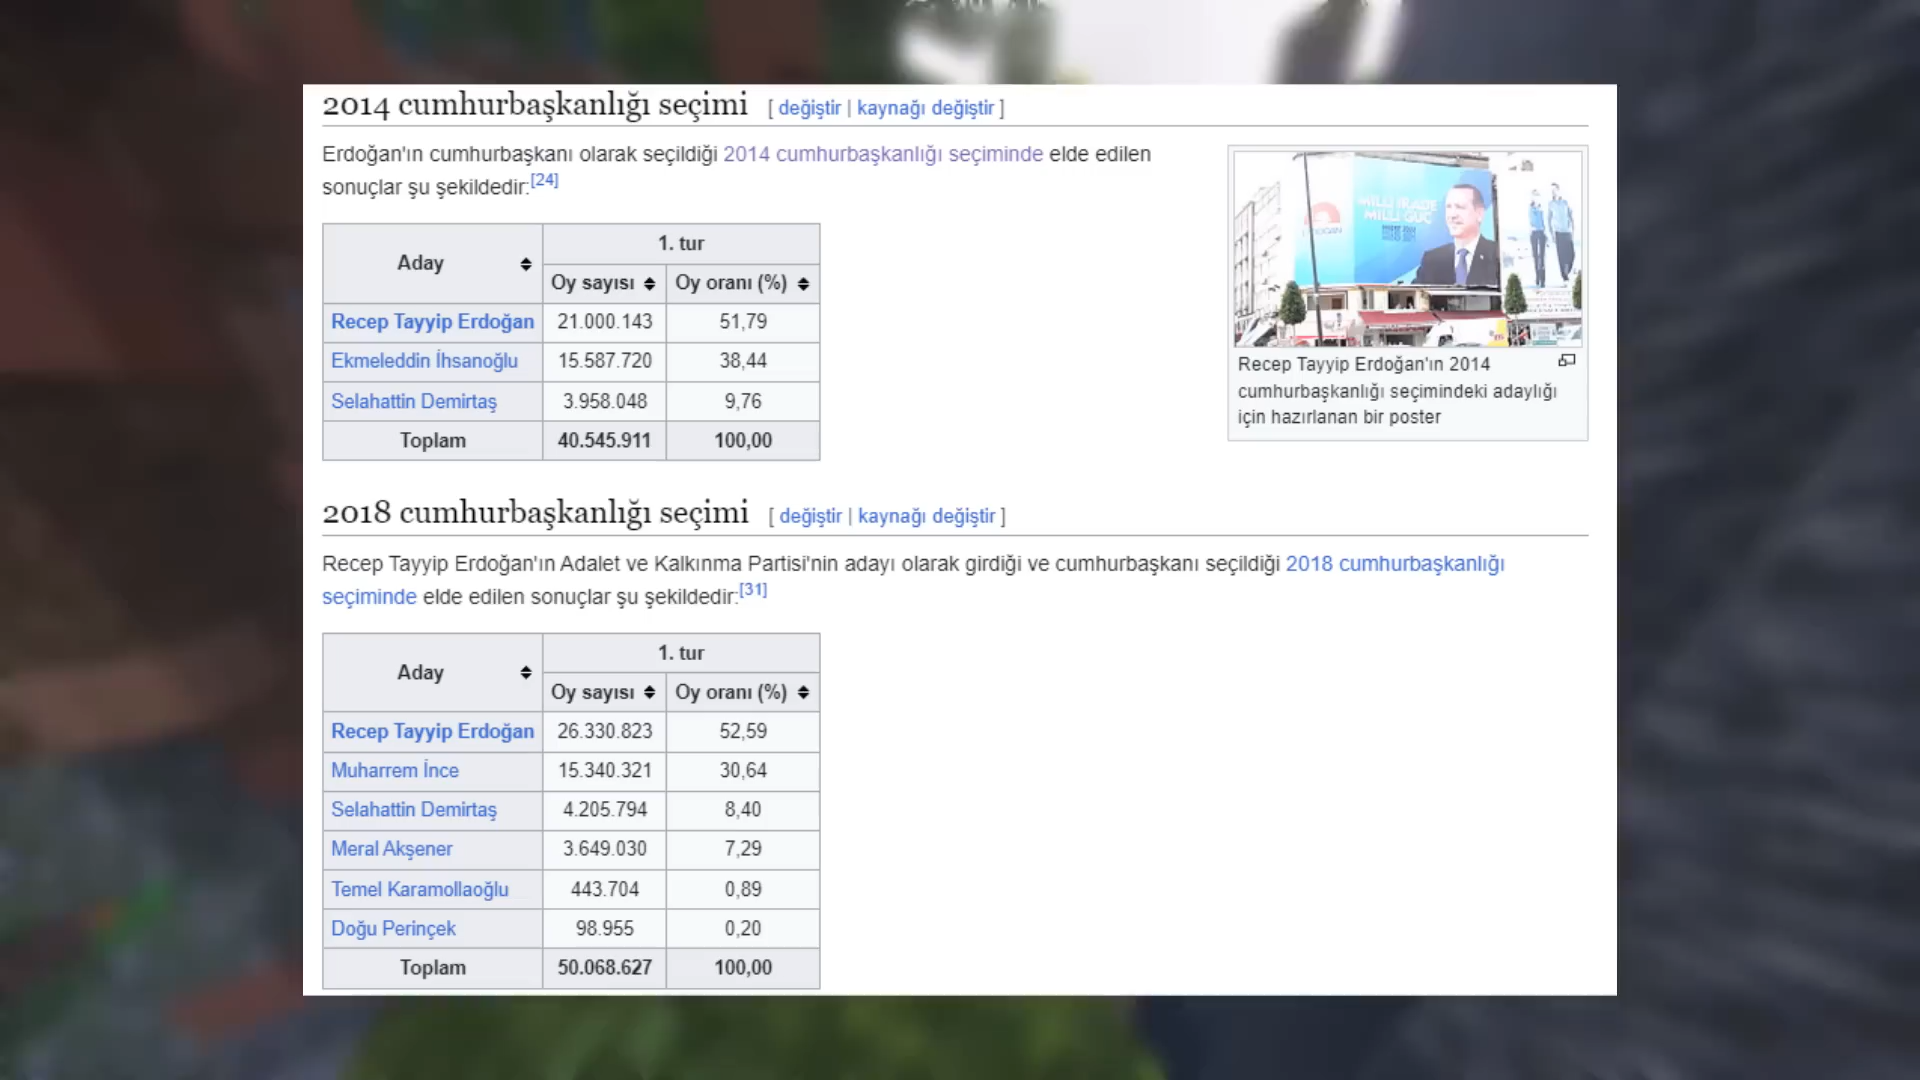 2014 cumhurbaşkanlığı seçimi [ değiştir | kaynağı değiştir ]
Erdoğan'ın cumhurbaşkanı olarak seçildiği 2014 cumhurbaşkanlığı seçiminde elde edilen
sonuçlar şu şekildedir:[24]
Aday 1. tur
Oy sayısı Oy oranı (%)
Recep Tayyip Erdoğan 21.000.143 51,79
Ekmeleddin İhsanoğlu 15.587.720 38,44
Selahattin Demirtaş 3.958.048 9,76
Toplam 40.545.911 100,00
MİLLİ İRADE
MİLLİ GÜÇ
ERDOĞAN
Recep Tayyip Erdoğan'ın 2014
cumhurbaşkanlığı seçimindeki adaylığı
için hazırlanan bir poster
2018 cumhurbaşkanlığı seçimi [ değiştir | kaynağı değiştir ]
Recep Tayyip Erdoğan'ın Adalet ve Kalkınma Partisi'nin adayı olarak girdiği ve cumhurbaşkanı seçildiği 2018 cumhurbaşkanlığı
seçiminde elde edilen sonuçlar şu şekildedir:[31]
Aday 1. tur
Oy sayısı Oy oranı (%)
Recep Tayyip Erdoğan 26.330.823 52,59
Muharrem İnce 15.340.321 30,64
Selahattin Demirtaş 4.205.794 8,40
Meral Akşener 3.649.030 7,29
Temel Karamollaoğlu 443.704 0,89
Doğu Perinçek 98.955 0,20
Toplam 50.068.627 100,00